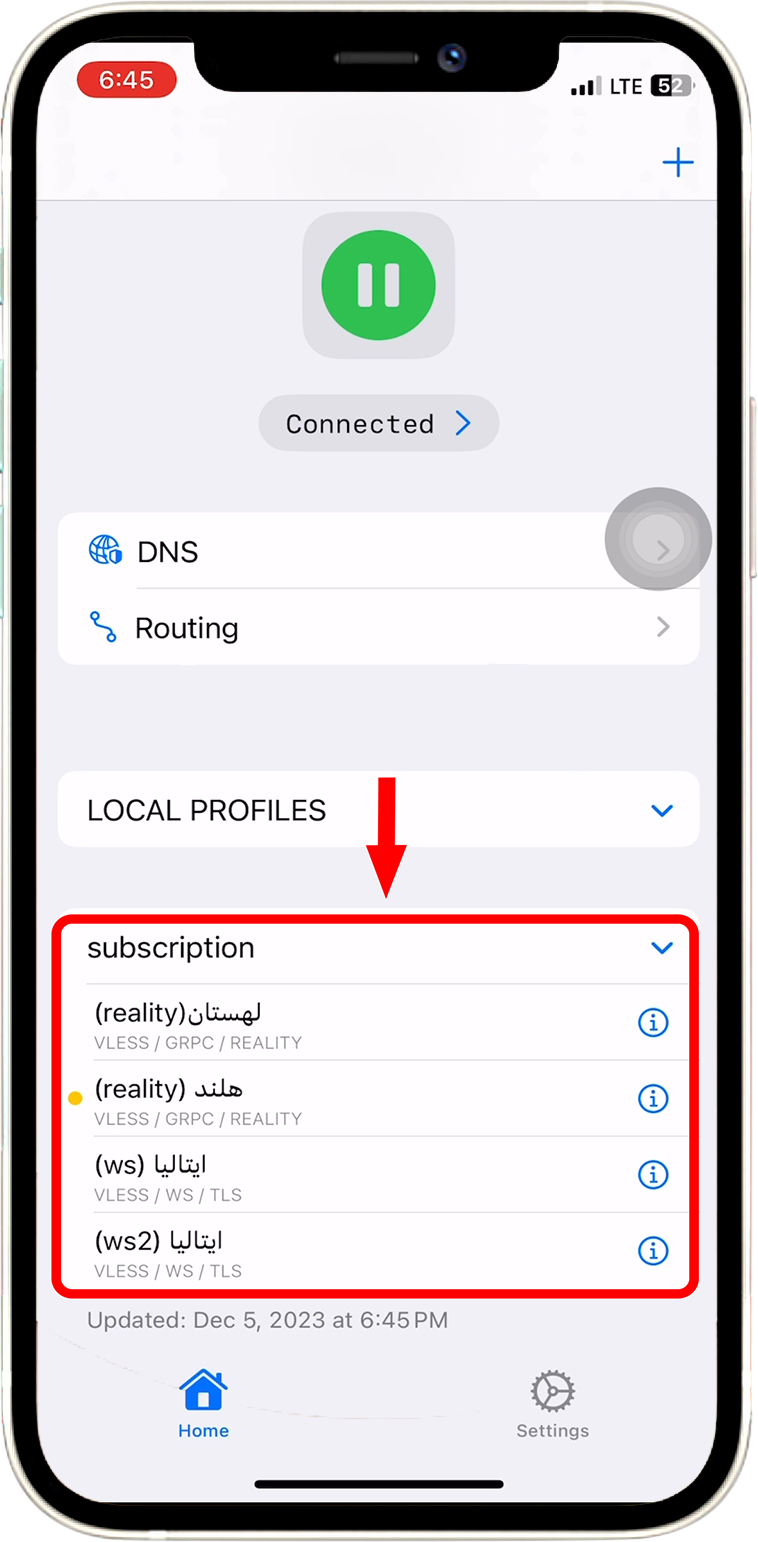 6:45
LTE 52
Connected
DNS
Routing
LOCAL PROFILES
subscription
(reality)لهستان
(reality) هلند
VLESS / GRPC / REALITY
VLESS / GRPC / REALITY
(ws) ایتالیا
VLESS / WS / TLS
(ws2) ایتالیا
VLESS / WS / TLS
Updated: Dec 5, 2023 at 6:45 PM
Home
Settings